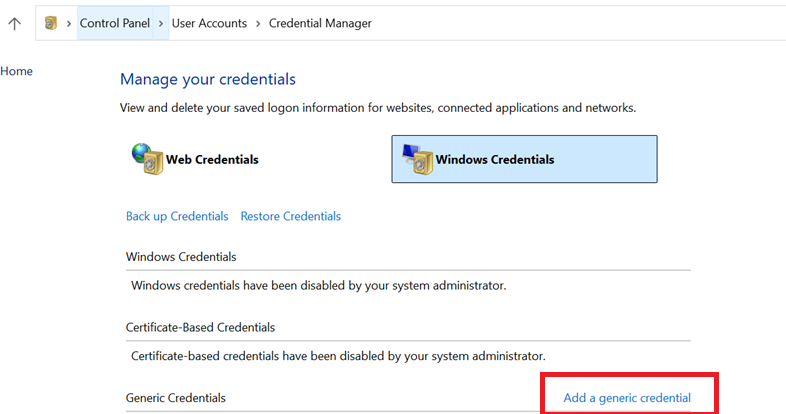 Control Panel > User Accounts > Credential Manager
Home
Manage your credentials
View and delete your saved logon information for websites, connected applications and networks.
Web Credentials
Windows Credentials
Back up Credentials Restore Credentials
Windows Credentials
Windows credentials have been disabled by your system administrator.
Certificate-Based Credentials
Certificate-based credentials have been disabled by your system administrator.
Generic Credentials Add a generic credential